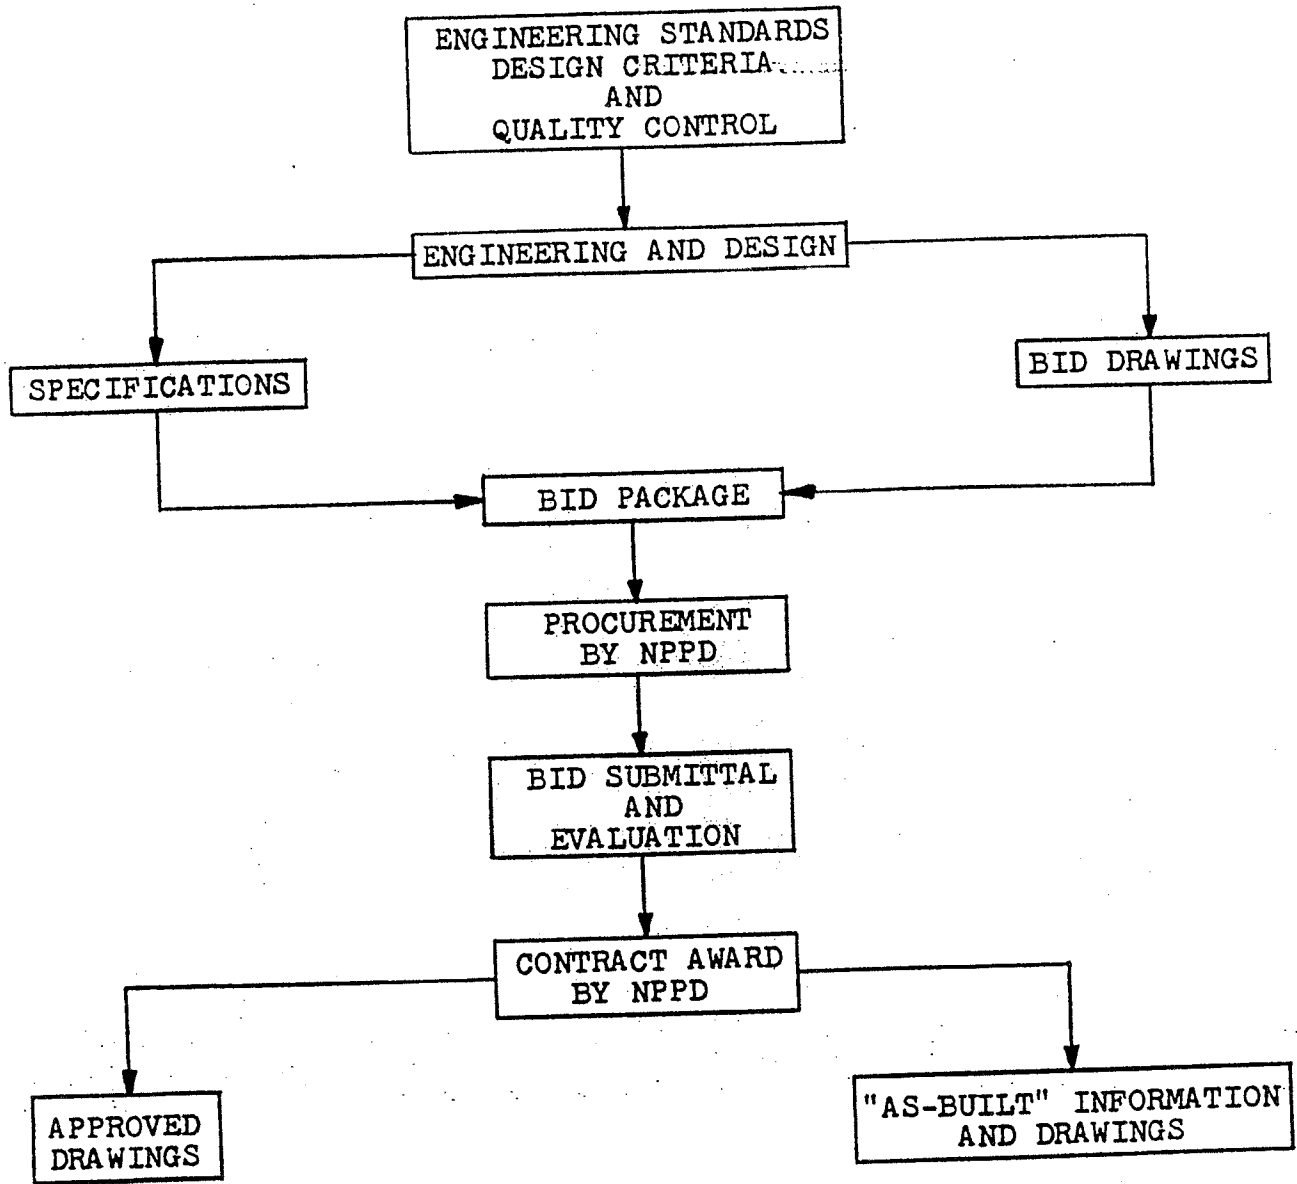 ENGINEERING STANDARDS
DESIGN CRITERIA
AND
QUALITY CONTROL
ENGINEERING AND DESIGN
SPECIFICATIONS
BID DRAWINGS
BID PACKAGE
PROCUREMENT
BY NPPD
BID SUBMITTAL
AND
EVALUATION
CONTRACT AWARD
BY NPPD
APPROVED
DRAWINGS
"AS-BUILT" INFORMATION
AND DRAWINGS